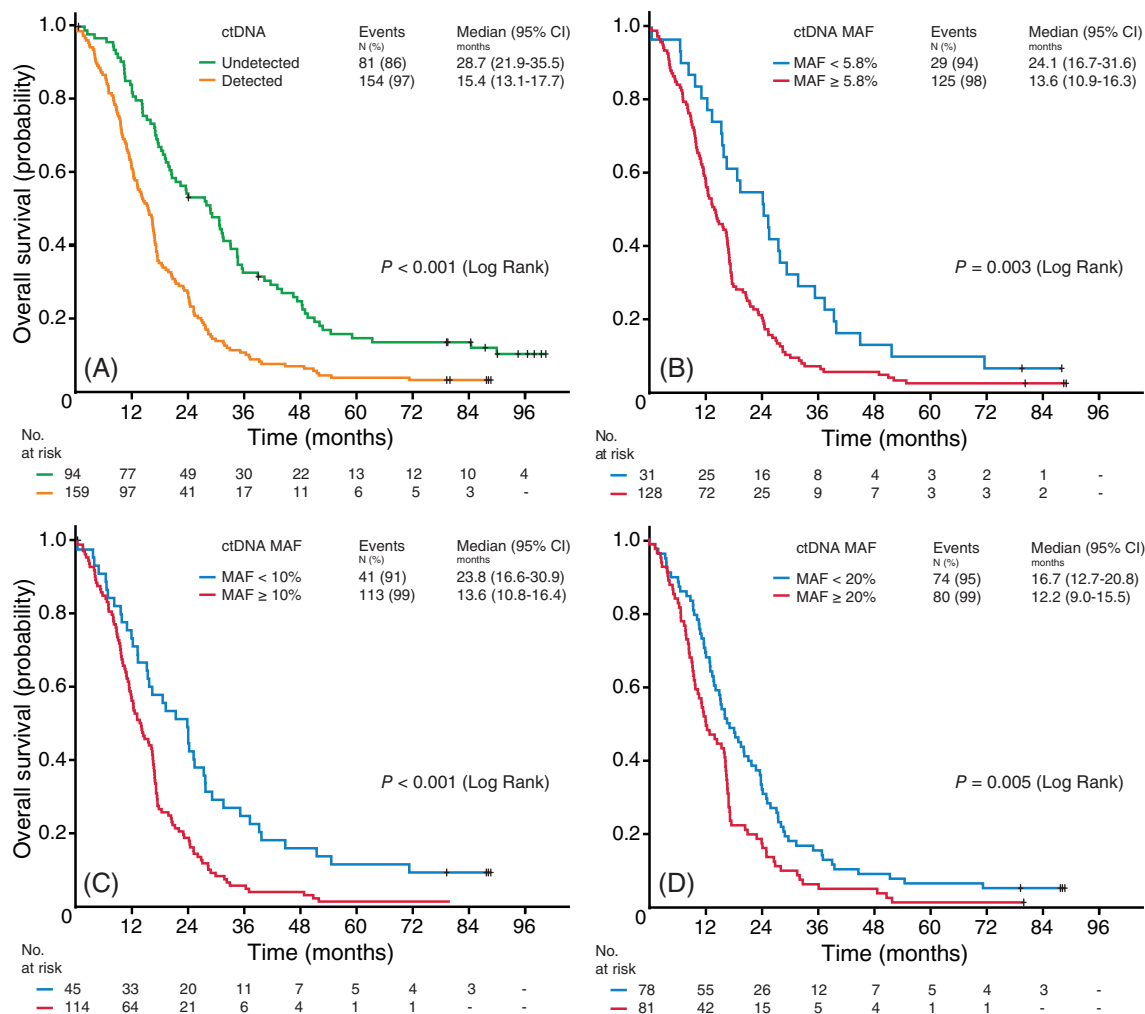 ctDNA Events Median (95% CI)
N (%) months
Undetected 81 (86) 28.7 (21.9-35.5)
Detected 154 (97) 15.4 (13.1-17.7)
1.0
0.8
0.6
0.4
0.2
0
Overall survival (probability)
P < 0.001 (Log Rank)
(A)
12 24 36 48 60 72 84 96
Time (months)
No.
at risk
94 77 49 30 22 13 12 10 4
159 97 41 17 11 6 5 3 -
ctDNA MAF Events Median (95% CI)
N (%) months
MAF < 5.8% 29 (94) 24.1 (16.7-31.6)
MAF ≥ 5.8% 125 (98) 13.6 (10.9-16.3)
1.0
0.8
0.6
0.4
0.2
0
Overall survival (probability)
P = 0.003 (Log Rank)
(B)
12 24 36 48 60 72 84 96
Time (months)
No.
at risk
31 25 16 8 4 3 2 1 -
128 72 25 9 7 3 3 2 -
ctDNA MAF Events Median (95% CI)
N (%) months
MAF < 10% 41 (91) 23.8 (16.6-30.9)
MAF ≥ 10% 113 (99) 13.6 (10.8-16.4)
1.0
0.8
0.6
0.4
0.2
0
Overall survival (probability)
P < 0.001 (Log Rank)
(C)
12 24 36 48 60 72 84 96
Time (months)
No.
at risk
45 33 20 11 7 5 4 3 -
114 64 21 6 4 1 1 - -
ctDNA MAF Events Median (95% CI)
N (%) months
MAF < 20% 74 (95) 16.7 (12.7-20.8)
MAF ≥ 20% 80 (99) 12.2 (9.0-15.5)
1.0
0.8
0.6
0.4
0.2
0
Overall survival (probability)
P = 0.005 (Log Rank)
(D)
12 24 36 48 60 72 84 96
Time (months)
No.
at risk
78 55 26 12 7 5 4 3 -
81 42 15 5 4 1 1 - -